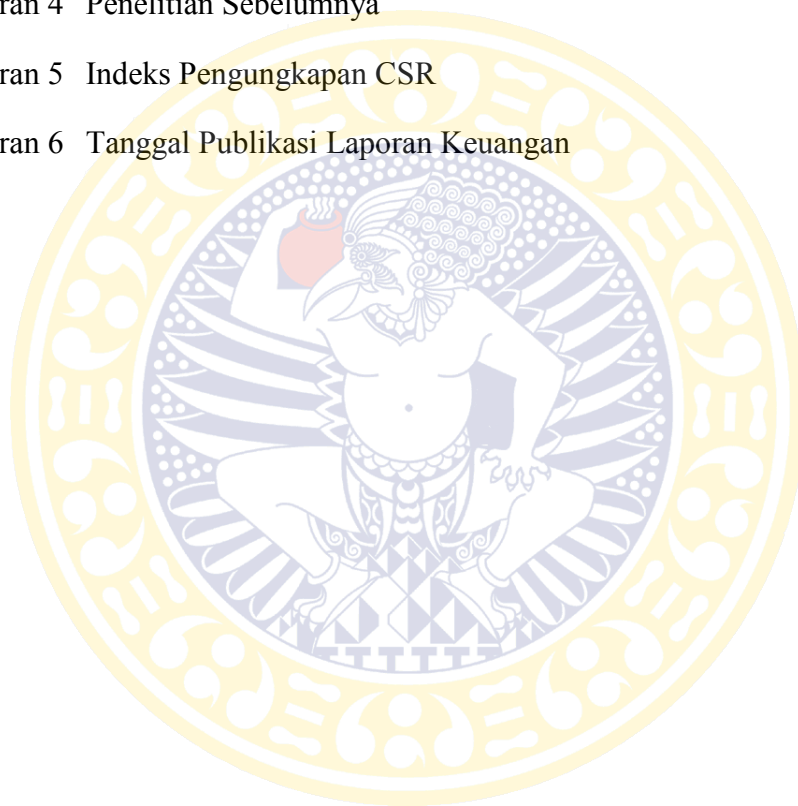 ran 4 Penelitian Sebelumnya
ran 5 Indeks Pengungkapan CSR
ran 6 Tanggal Publikasi Laporan Keuangan